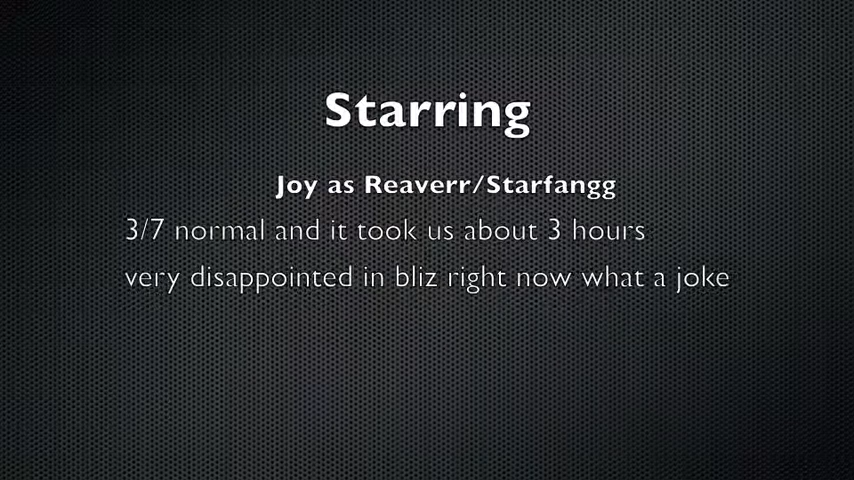 Starring
Joy as Reaverr/Starfangg
3/7 normal and it took us about 3 hours
very disappointed in bliz right now what a joke